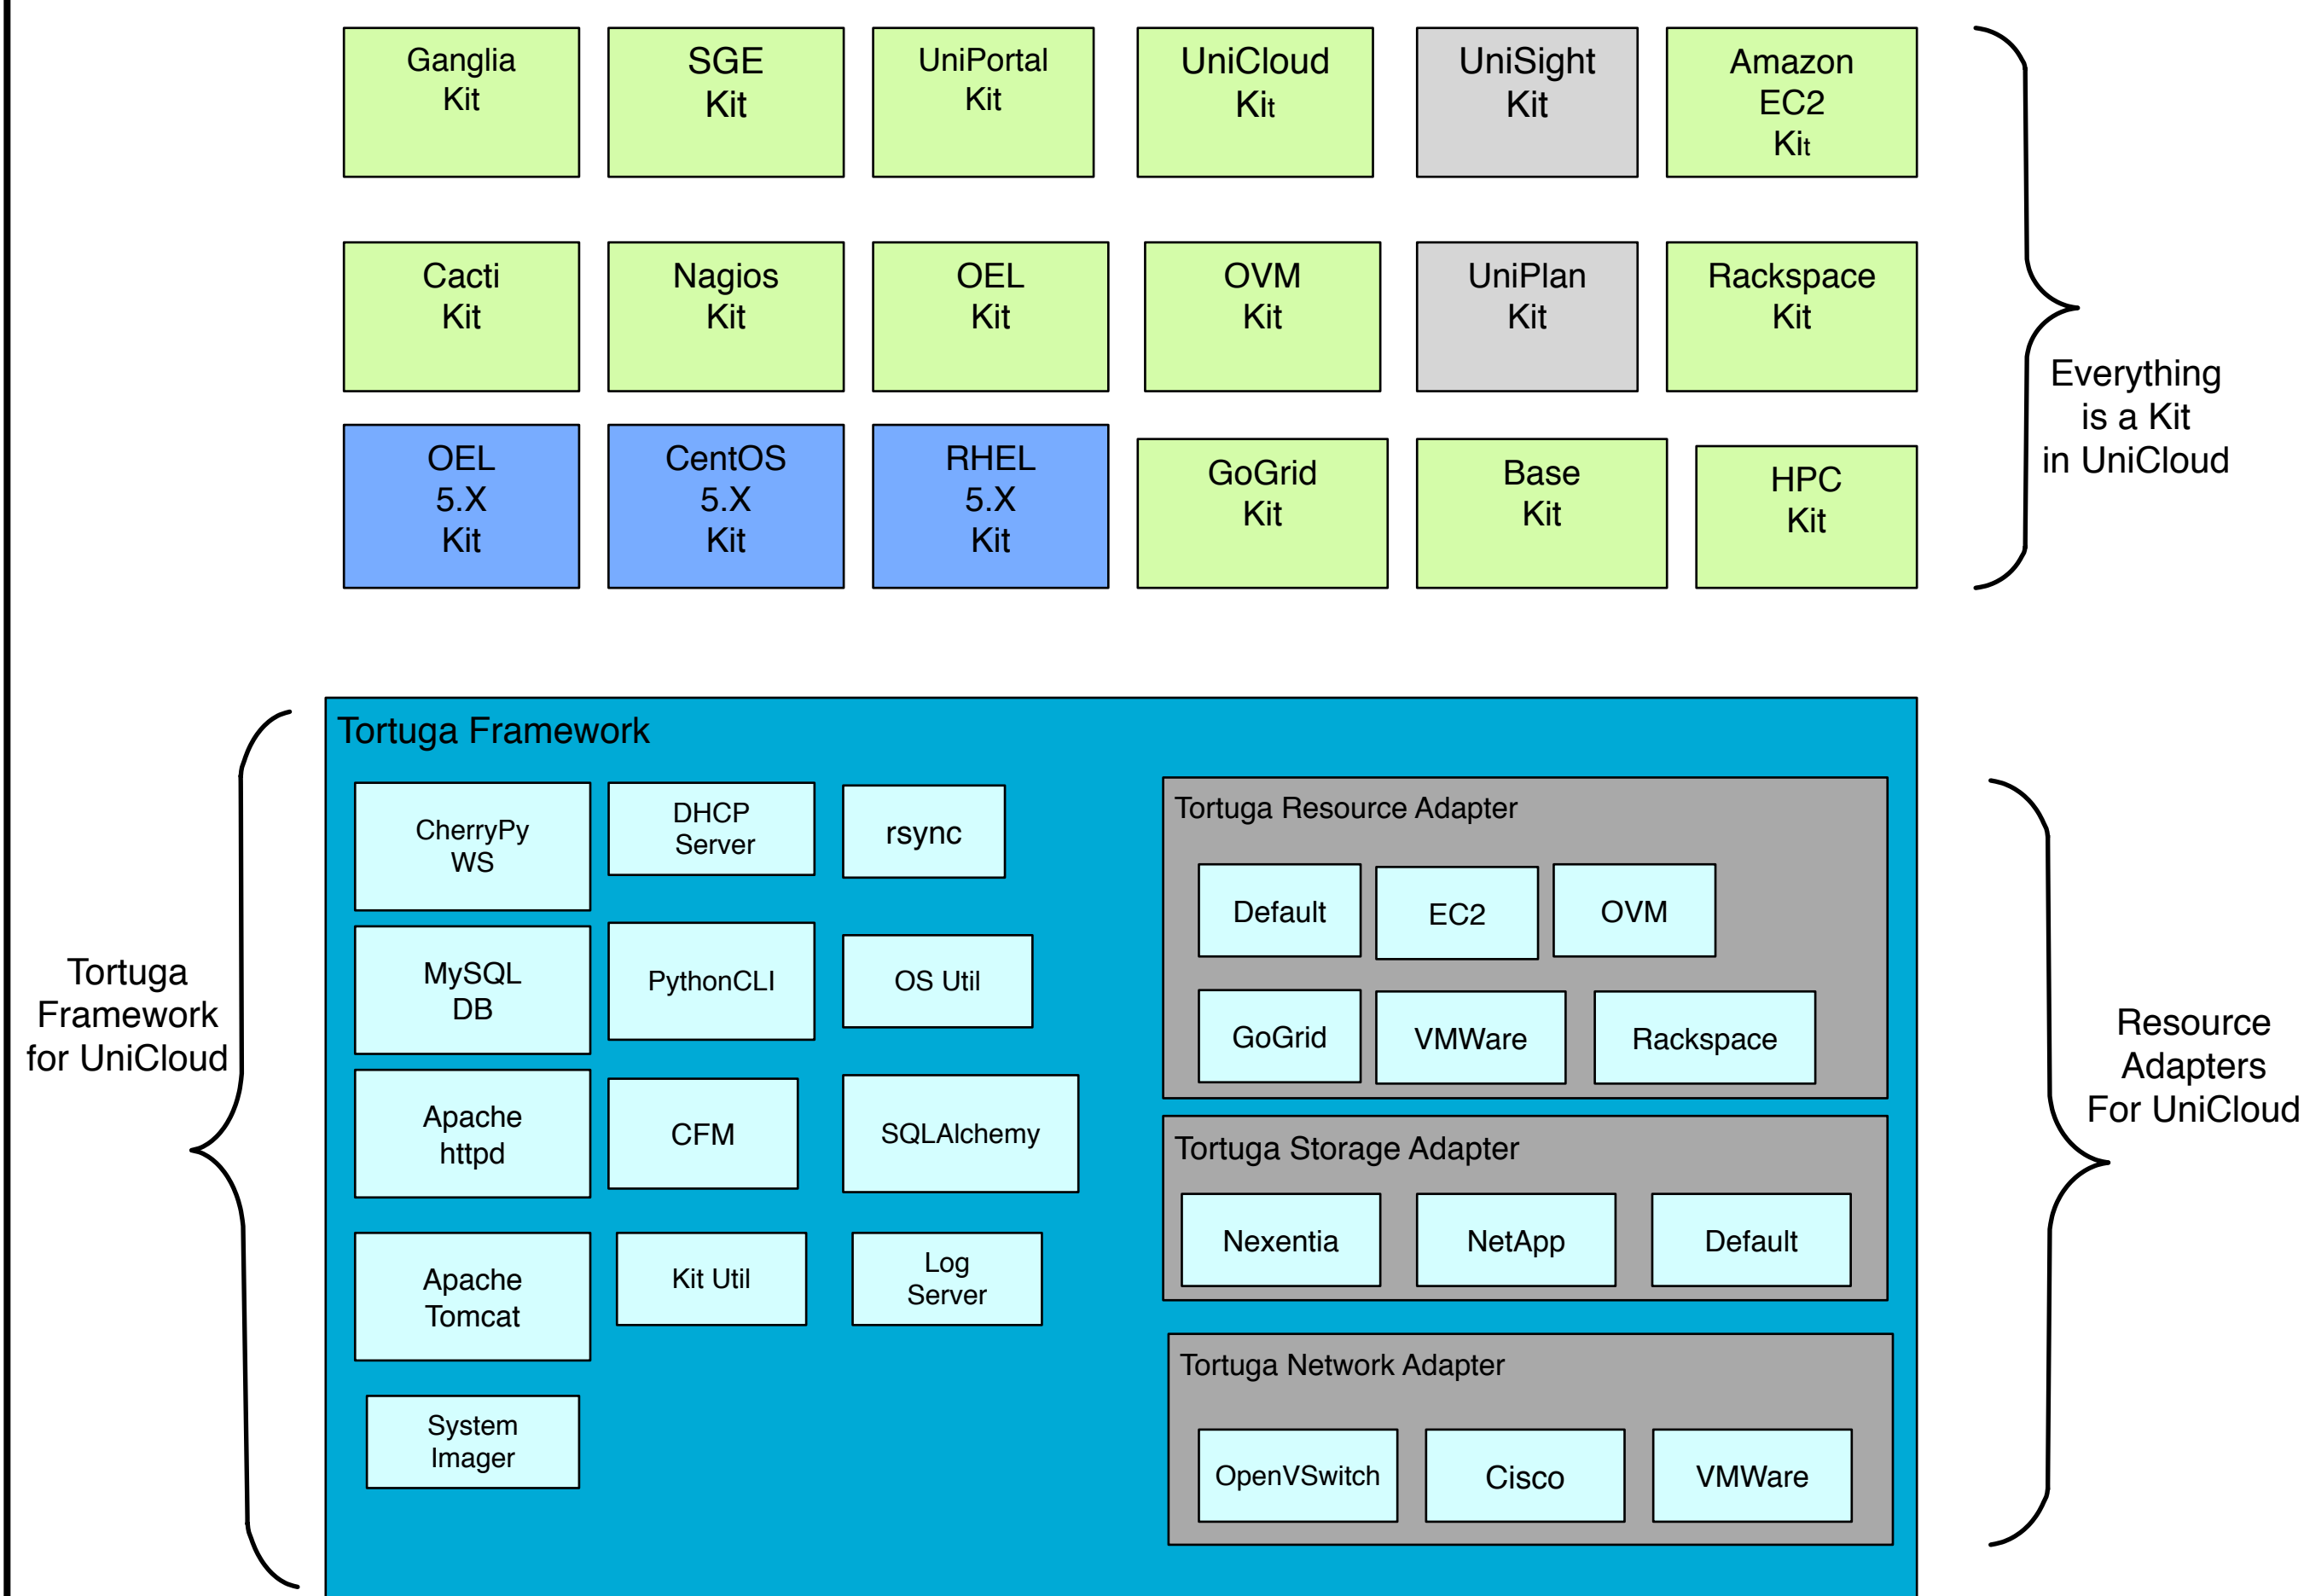 Ganglia
Kit
SGE
Kit
UniPortal
Kit
UniCloud
Kit
UniSight
Kit
Amazon
EC2
Kit
Cacti
Kit
Nagios
Kit
OEL
Kit
OVM
Kit
UniPlan
Kit
Rackspace
Kit
OEL
5.X
Kit
CentOS
5.X
Kit
RHEL
5.X
Kit
GoGrid
Kit
Base
Kit
HPC
Kit
Everything
is a Kit
in UniCloud
Tortuga
Framework
for UniCloud
Tortuga Framework
CherryPy
WS
DHCP
Server
rsync
MySQL
DB
PythonCLI
OS Util
Apache
httpd
CFM
SQLAlchemy
Apache
Tomcat
Kit Util
Log
Server
System
Imager
Tortuga Resource Adapter
Default
EC2
OVM
GoGrid
VMWare
Rackspace
Tortuga Storage Adapter
Nexentia
NetApp
Default
Tortuga Network Adapter
OpenVSwitch
Cisco
VMWare
Resource
Adapters
For UniCloud